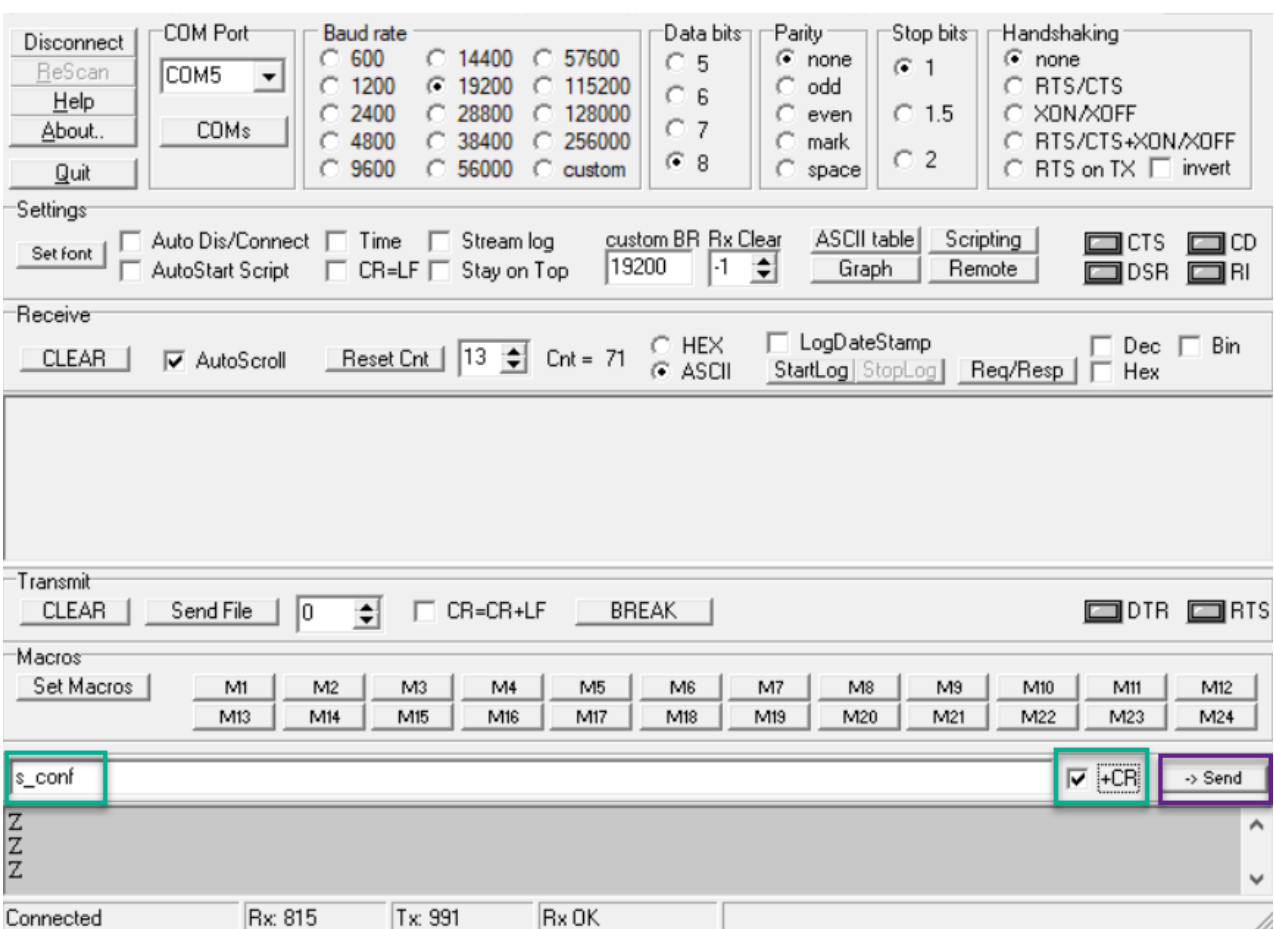 Disconnect
ReScan
Help
About..
Quit
COM Port
COM5
COMs
Baud rate
600 14400 57600
1200 19200 115200
2400 28800 128000
4800 38400 256000
9600 56000 custom
Data bits
5
6
7
8
Parity
none
odd
even
mark
space
Stop bits
1
1.5
2
Handshaking
none
RTS/CTS
XON/XOFF
RTS/CTS+XON/XOFF
RTS on TX invert
Settings
Set font
Auto Dis/Connect Time Stream log
AutoStart Script CR=LF Stay on Top
custom BR Rx Clear
19200 -1
ASCII table Scripting
Graph Remote
CTS CD
DSR RI
Receive
CLEAR AutoScroll Reset Cnt 13 Cnt = 71
HEX
ASCII
LogDateStamp
StartLog StopLog Req/Resp
Dec Bin
Hex
Transmit
CLEAR Send File 0 CR=CR+LF BREAK DTR RTS
Macros
Set Macros M1 M2 M3 M4 M5 M6 M7 M8 M9 M10 M11 M12
M13 M14 M15 M16 M17 M18 M19 M20 M21 M22 M23 M24
s_conf +CR -> Send
Z
Z
Z
Connected Rx: 815 Tx: 991 Rx OK